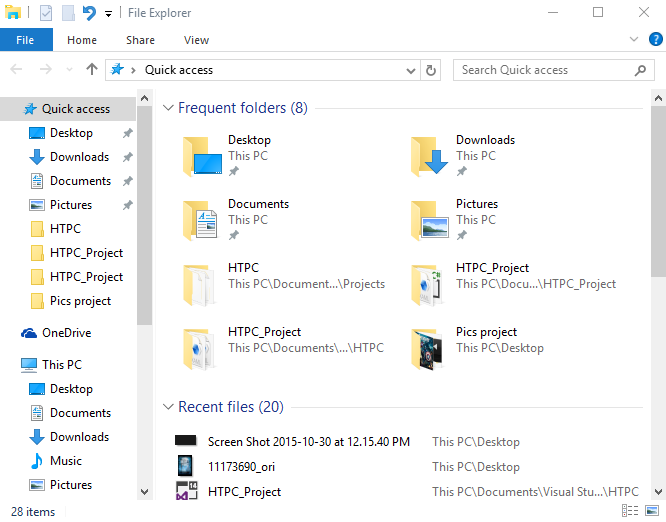 File Explorer
File Home Share View
Quick access
Search Quick access
Quick access
Desktop
Downloads
Documents
Pictures
HTPC
HTPC_Project
HTPC_Project
Pics project
OneDrive
This PC
Desktop
Documents
Downloads
Music
Pictures
Frequent folders (8)
Desktop
This PC
Downloads
This PC
Documents
This PC
Pictures
This PC
HTPC
This PC\Document...\Projects
HTPC_Project
This PC\Docu...\HTPC_Project
HTPC_Project
This PC\Documents\...\HTPC
Pics project
This PC\Desktop
Recent files (20)
Screen Shot 2015-10-30 at 12.15.40 PM This PC\Desktop
11173690_ori This PC\Desktop
HTPC_Project This PC\Documents\Visual Stu...\HTPC
28 items